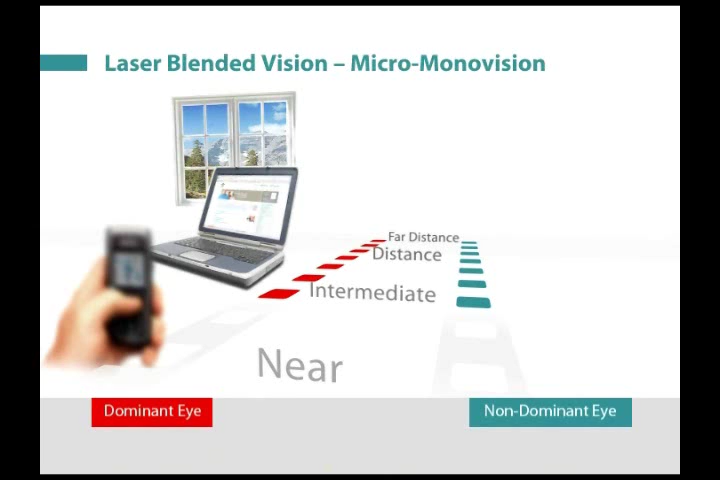 Laser Blended Vision – Micro-Monovision
Far Distance
Distance
Intermediate
Near
Dominant Eye
Non-Dominant Eye